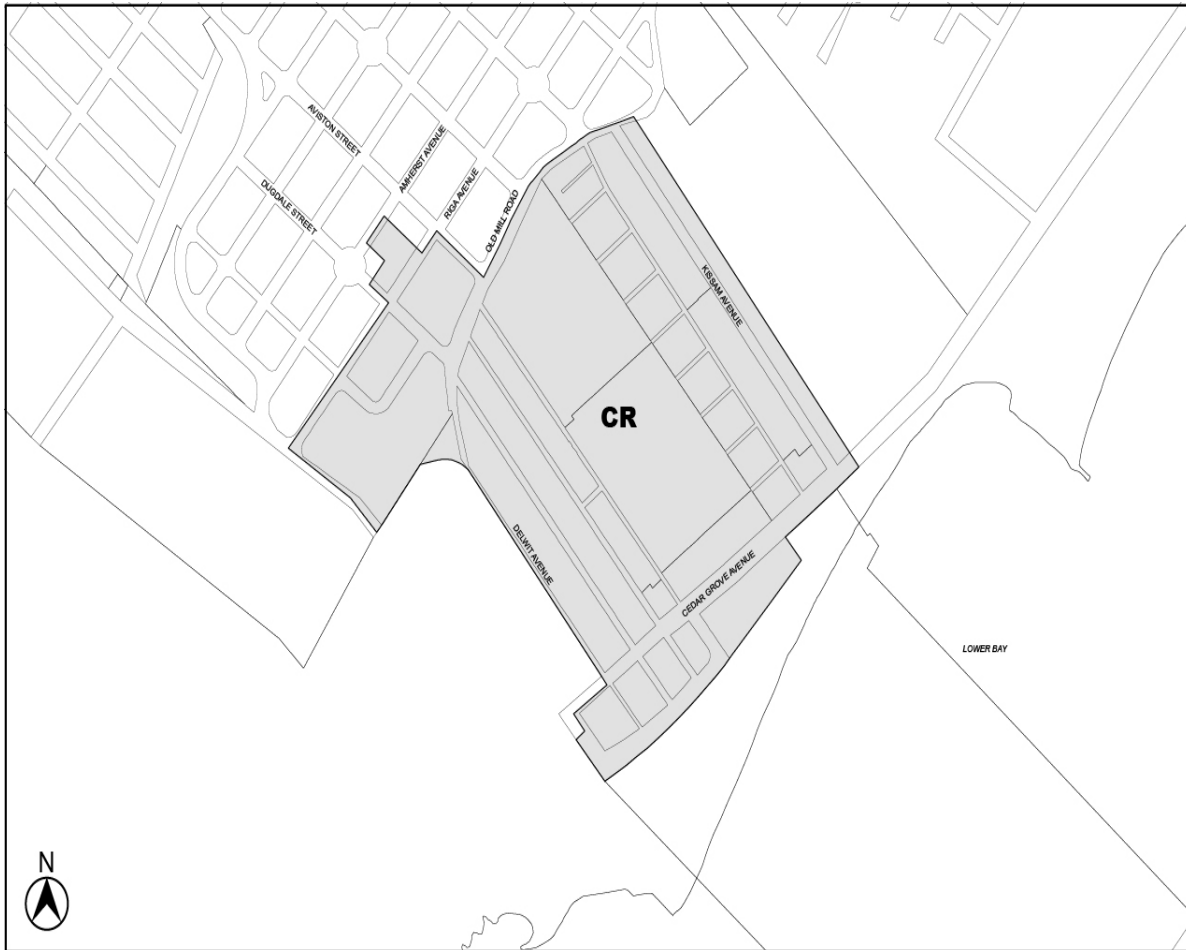 AVISTON STREET
AMHERST AVENUE
RIGA AVENUE
DUGDALE STREET
OLD MILL ROAD
KISSAM AVENUE
CR
DELWIT AVENUE
CEDAR GROVE AVENUE
LOWER BAY
N